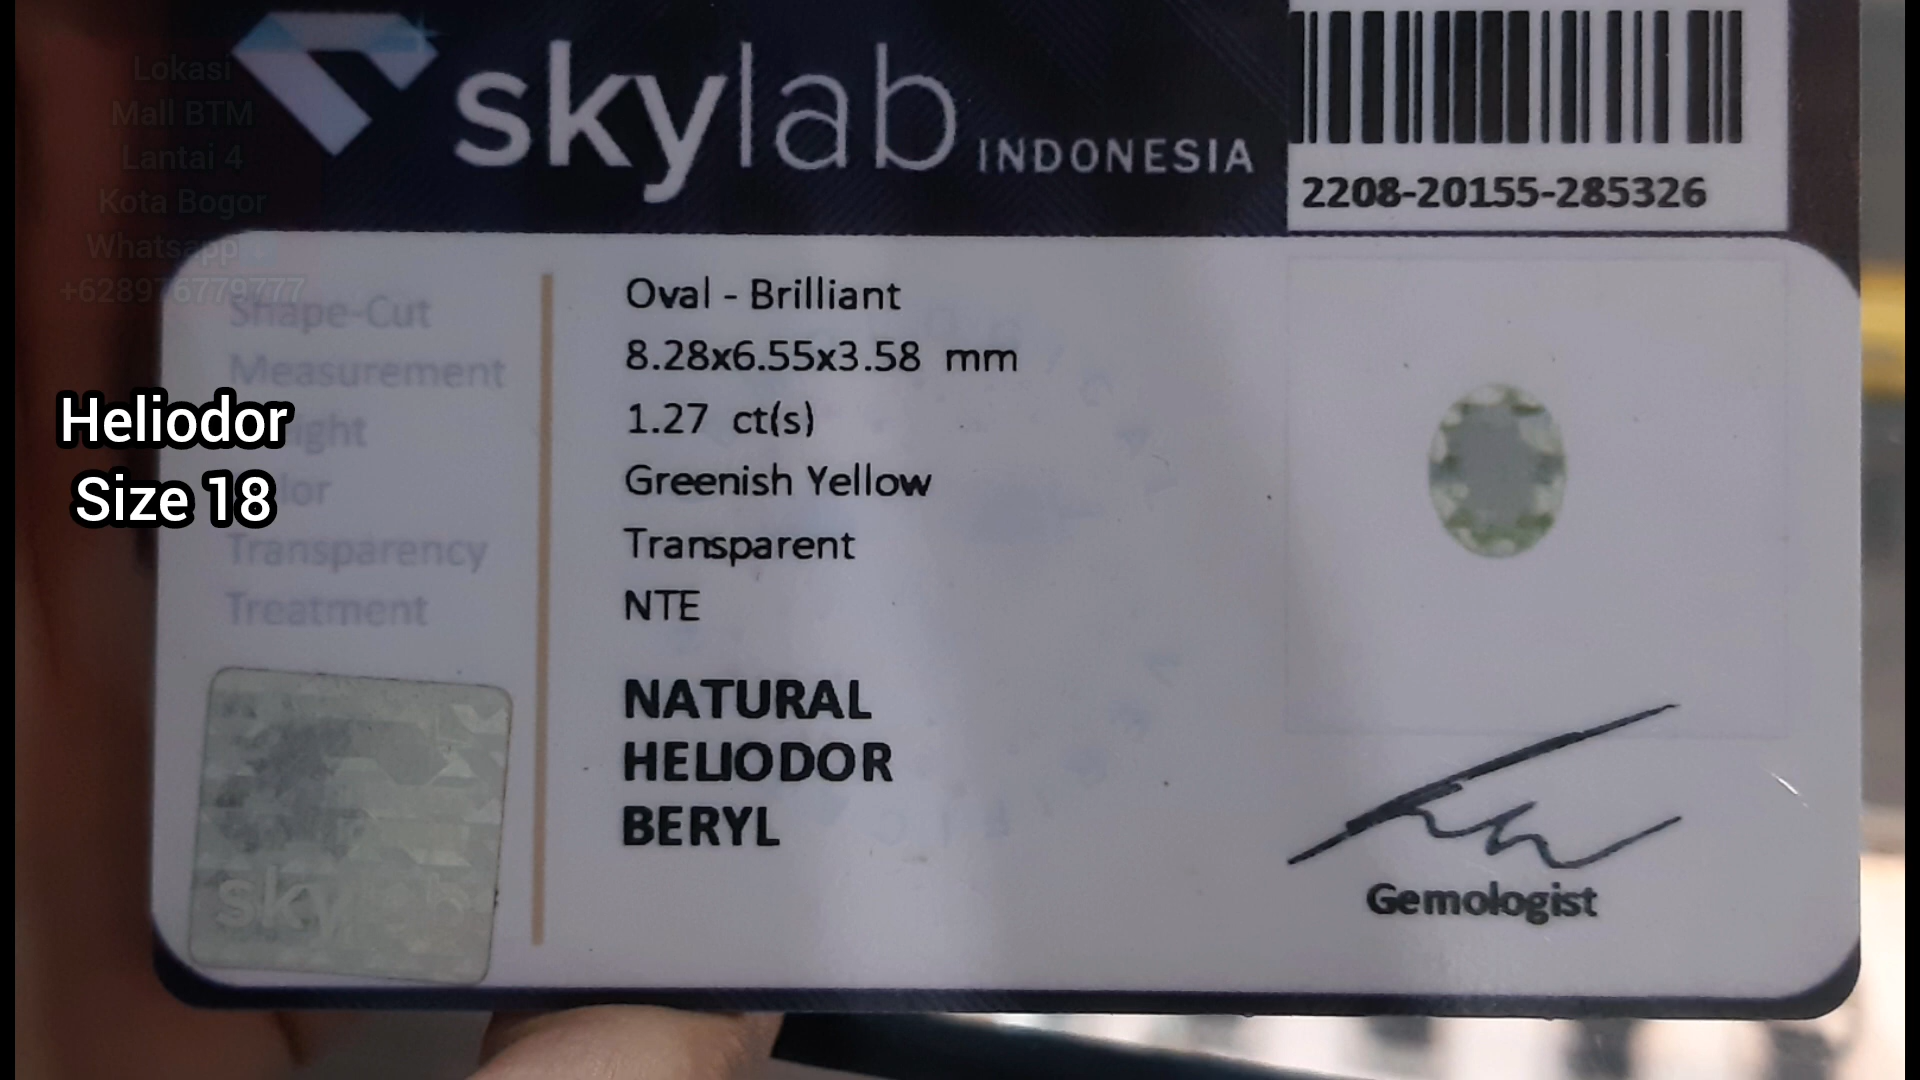 Lokasi
Mall BTM
Lantai 4
Kota Bogor
Whatsapp
+628976779777
skylab INDONESIA
2208-20155-285326
Shape-Cut
Oval - Brilliant
Measurement
8.28x6.55x3.58 mm
1.27 ct(s)
Greenish Yellow
Heliodor
Size 18
Transparency
Transparent
Treatment
NTE
NATURAL
HELIODOR
BERYL
skylab
Gemologist